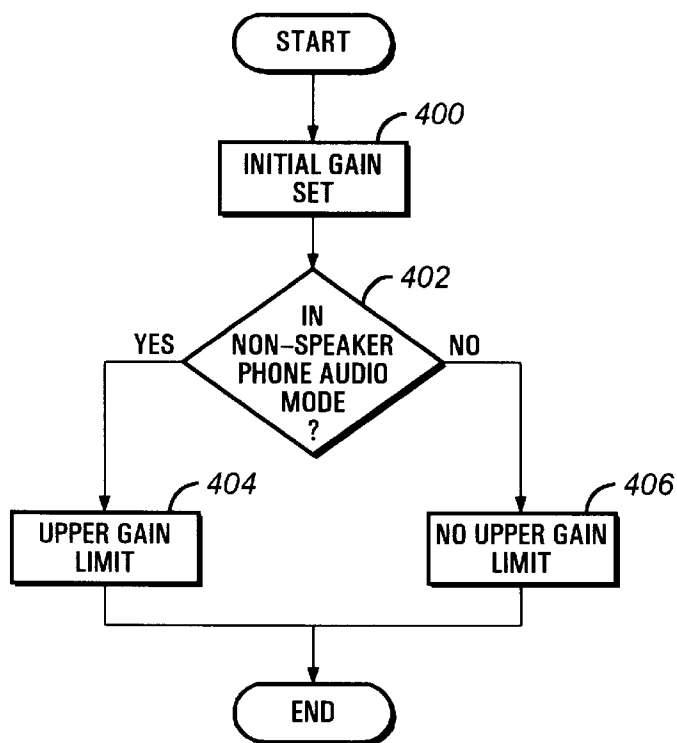 START
400
INITIAL GAIN
SET
402
IN
NON-SPEAKER
PHONE AUDIO
MODE
?
YES
NO
404
UPPER GAIN
LIMIT
406
NO UPPER GAIN
LIMIT
END